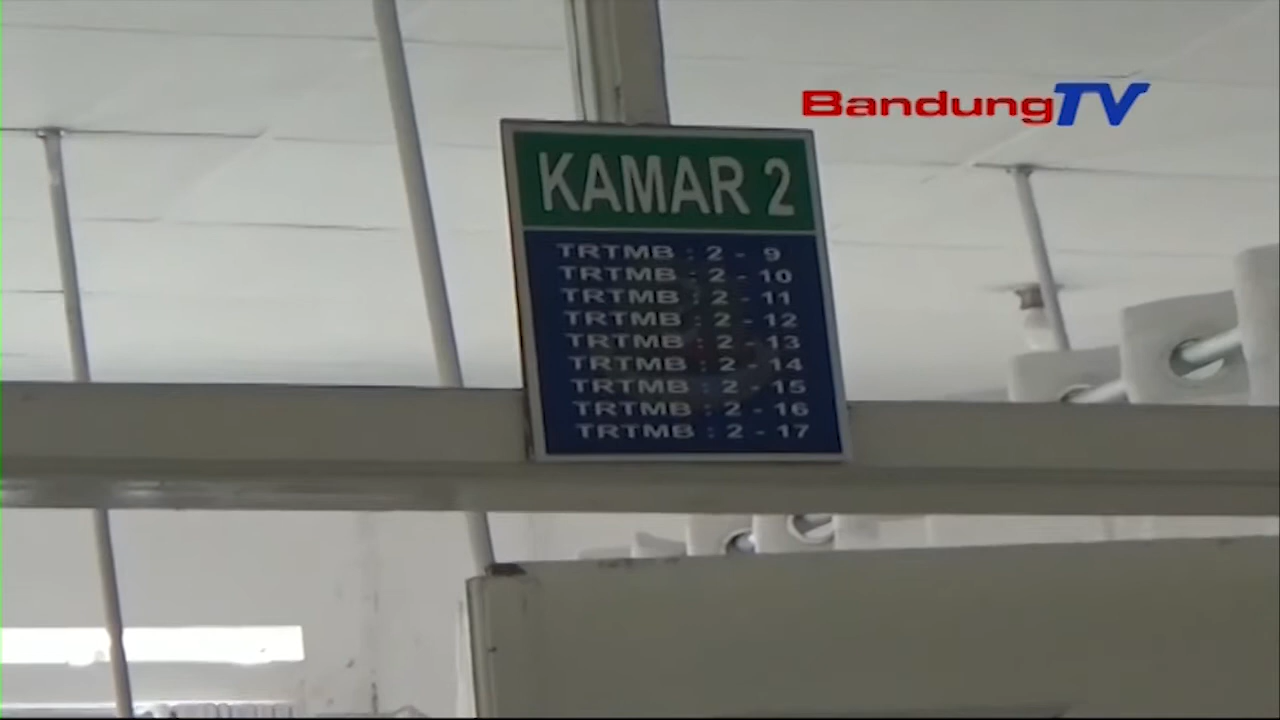 BandungTV
KAMAR 2
TRTMB : 2 - 9
TRTMB : 2 - 10
TRTMB : 2 - 11
TRTMB : 2 - 12
TRTMB : 2 - 13
TRTMB : 2 - 14
TRTMB : 2 - 15
TRTMB : 2 - 16
TRTMB : 2 - 17